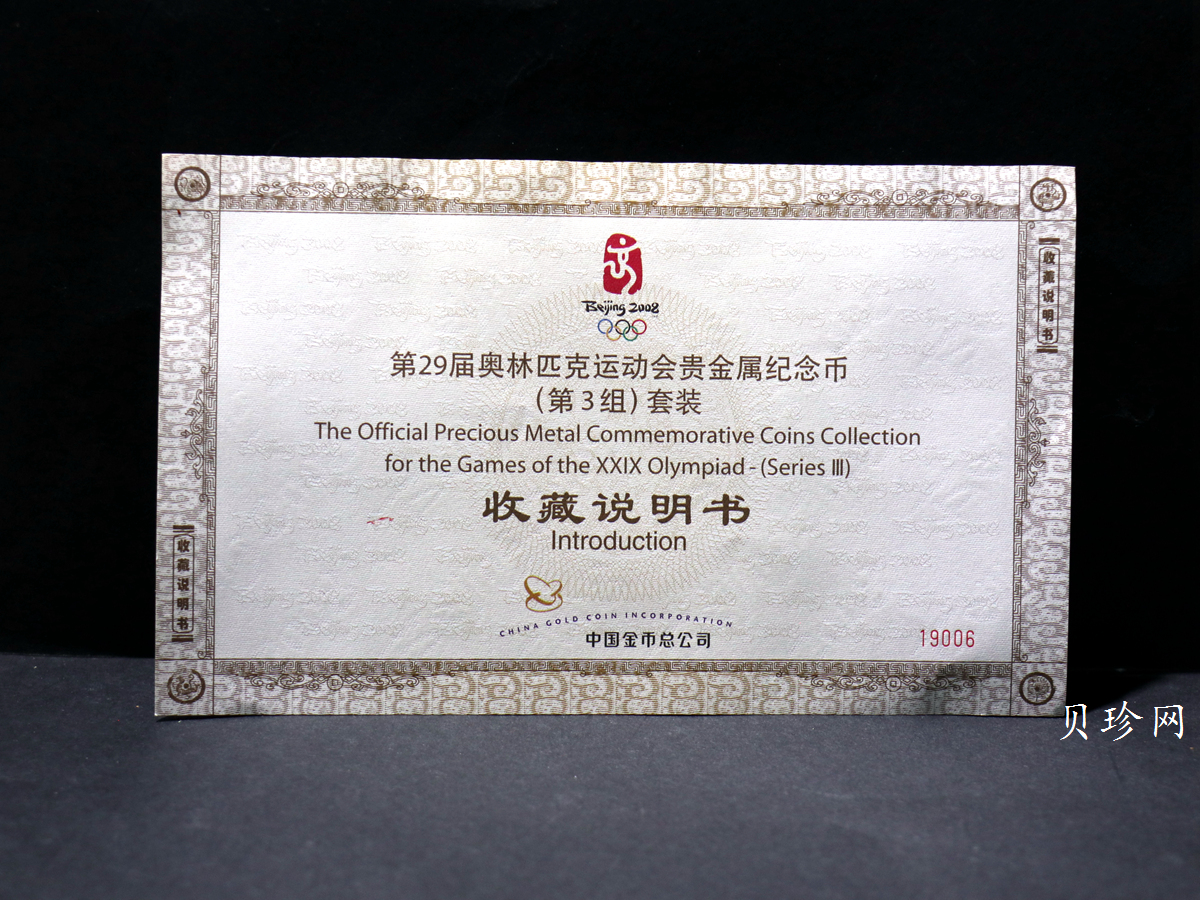 Beijing 2008
第29届奥林匹克运动会贵金属纪念币
（第3组）套装
The Official Precious Metal Commemorative Coins Collection
for the Games of the XXIX Olympiad - (Series Ⅲ)
收藏说明书
Introduction
CHINA GOLD COIN INCORPORATION
中国金币总公司
19006
收藏说明书
收藏说明书
贝珍网